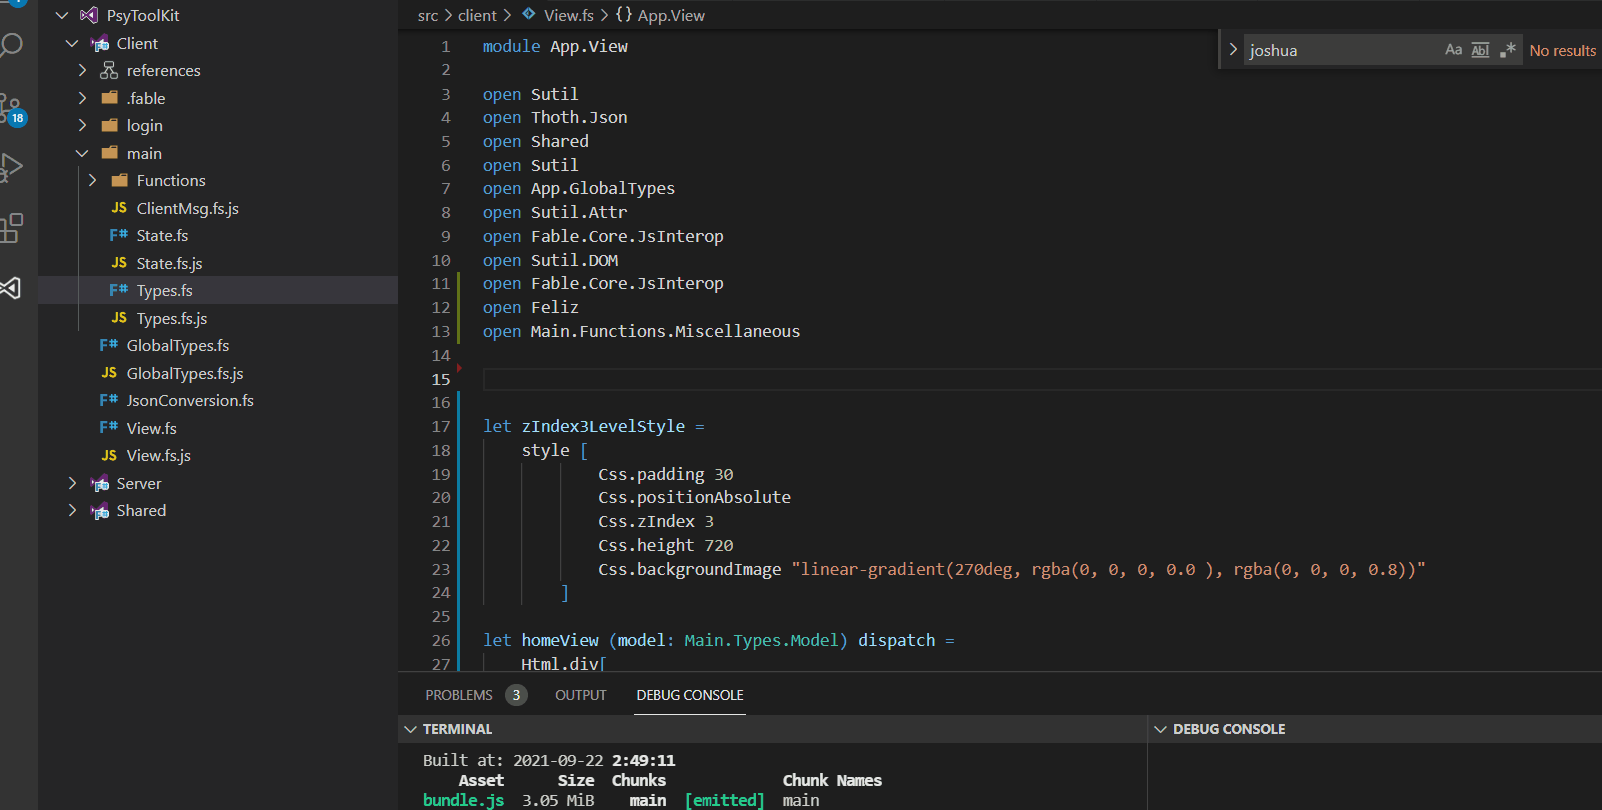 PsyToolKit
Client
references
.fable
login
main
Functions
JS ClientMsg.fs.js
F# State.fs
JS State.fs.js
F# Types.fs
JS Types.fs.js
F# GlobalTypes.fs
JS GlobalTypes.fs.js
F# JsonConversion.fs
F# View.fs
JS View.fs.js
Server
Shared
18
src > client > View.fs > {} App.View
joshua Aa Abl .* No results
1 module App.View
2
3 open Sutil
4 open Thoth.Json
5 open Shared
6 open Sutil
7 open App.GlobalTypes
8 open Sutil.Attr
9 open Fable.Core.JsInterop
10 open Sutil.DOM
11 open Fable.Core.JsInterop
12 open Feliz
13 open Main.Functions.Miscellaneous
14
15
16
17 let zIndex3LevelStyle =
18 style [
19 Css.padding 30
20 Css.positionAbsolute
21 Css.zIndex 3
22 Css.height 720
23 Css.backgroundImage "linear-gradient(270deg, rgba(0, 0, 0, 0.0 ), rgba(0, 0, 0, 0.8))"
24 ]
25
26 let homeView (model: Main.Types.Model) dispatch =
27 Html.div[
PROBLEMS 3 OUTPUT DEBUG CONSOLE
TERMINAL
Built at: 2021-09-22 2:49:11
Asset Size Chunks Chunk Names
bundle.js 3.05 MiB main [emitted] main
DEBUG CONSOLE